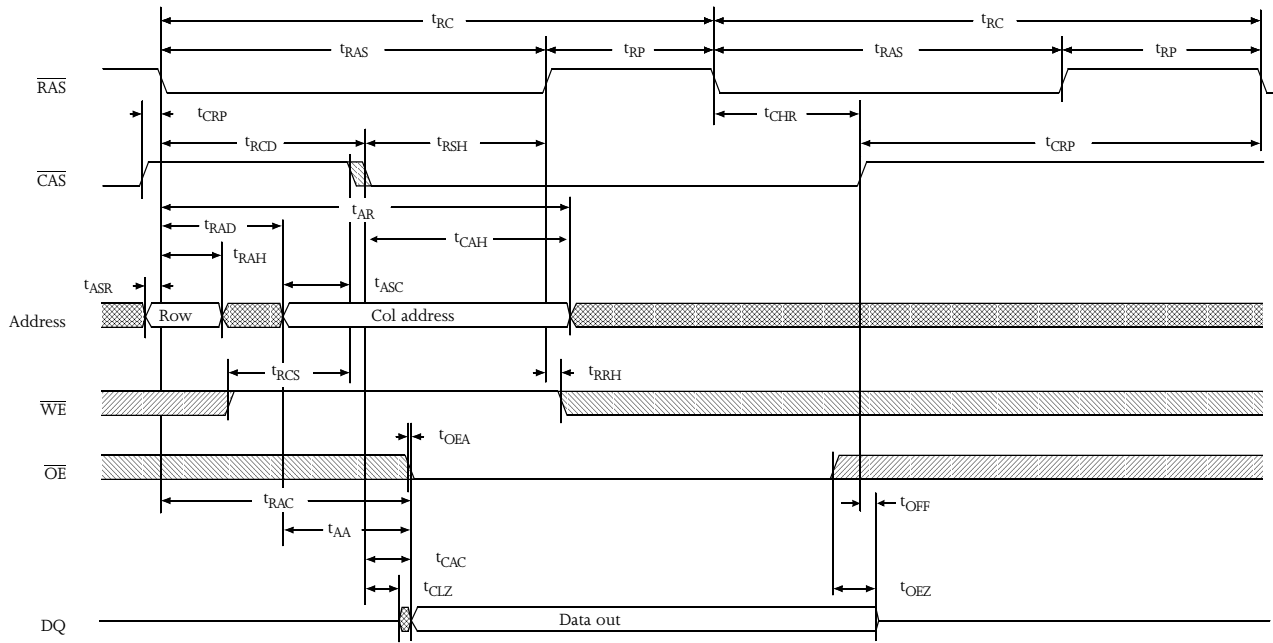 tRC tRC
tRAS tRP tRAS tRP
RAS
tCRP tCHR
tRCD tRSH tCRP
CAS
tAR
tRAD
tCAH
tRAH
tASR tASC
Address Row Col address
tRCS tRRH
WE
tOEA
OE
tRAC tOFF
tAA
tCAC
tCLZ tOEZ
DQ Data out